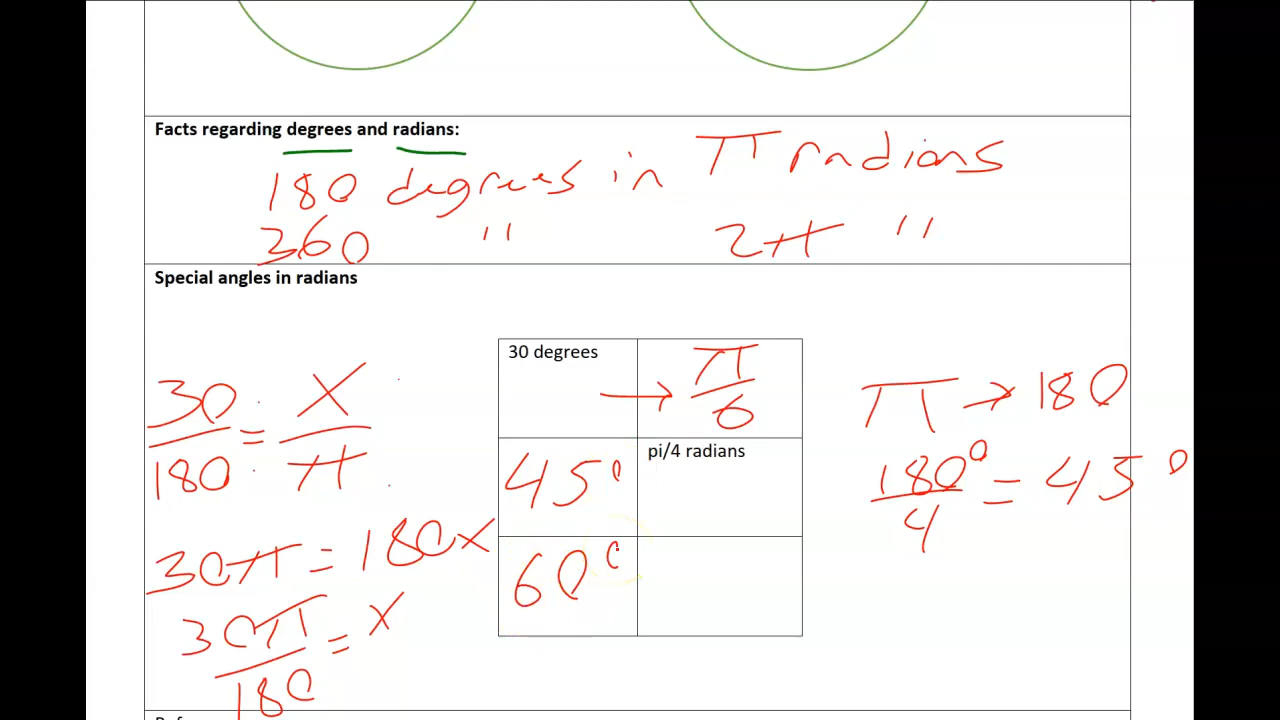 Facts regarding degrees and radians:
180 degrees in π radians
360 " 2π "
Special angles in radians
30 degrees → π/6
30/180 = x/π
π → 180
45° pi/4 radians
180°/4 = 45°
30π = 180x
60°
30π/180 = x